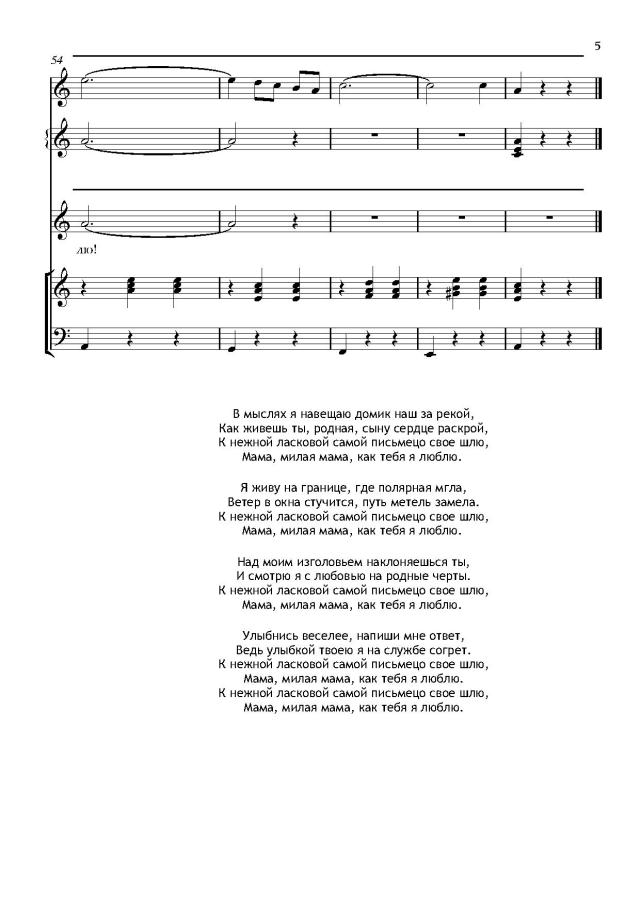 5
54
лю!
В мыслях я навещаю домик наш за рекой,
Как живешь ты, родная, сыну сердце раскрой,
К нежной ласковой самой письмецо свое шлю,
Мама, милая мама, как тебя я люблю.
Я живу на границе, где полярная мгла,
Ветер в окна стучится, путь метель замела.
К нежной ласковой самой письмецо свое шлю,
Мама, милая мама, как тебя я люблю.
Над моим изголовьем наклоняешься ты,
И смотрю я с любовью на родные черты.
К нежной ласковой самой письмецо свое шлю,
Мама, милая мама, как тебя я люблю.
Улыбнись веселее, напиши мне ответ,
Ведь улыбкой твоею я на службе согрет.
К нежной ласковой самой письмецо свое шлю,
Мама, милая мама, как тебя я люблю.
К нежной ласковой самой письмецо свое шлю,
Мама, милая мама, как тебя я люблю.